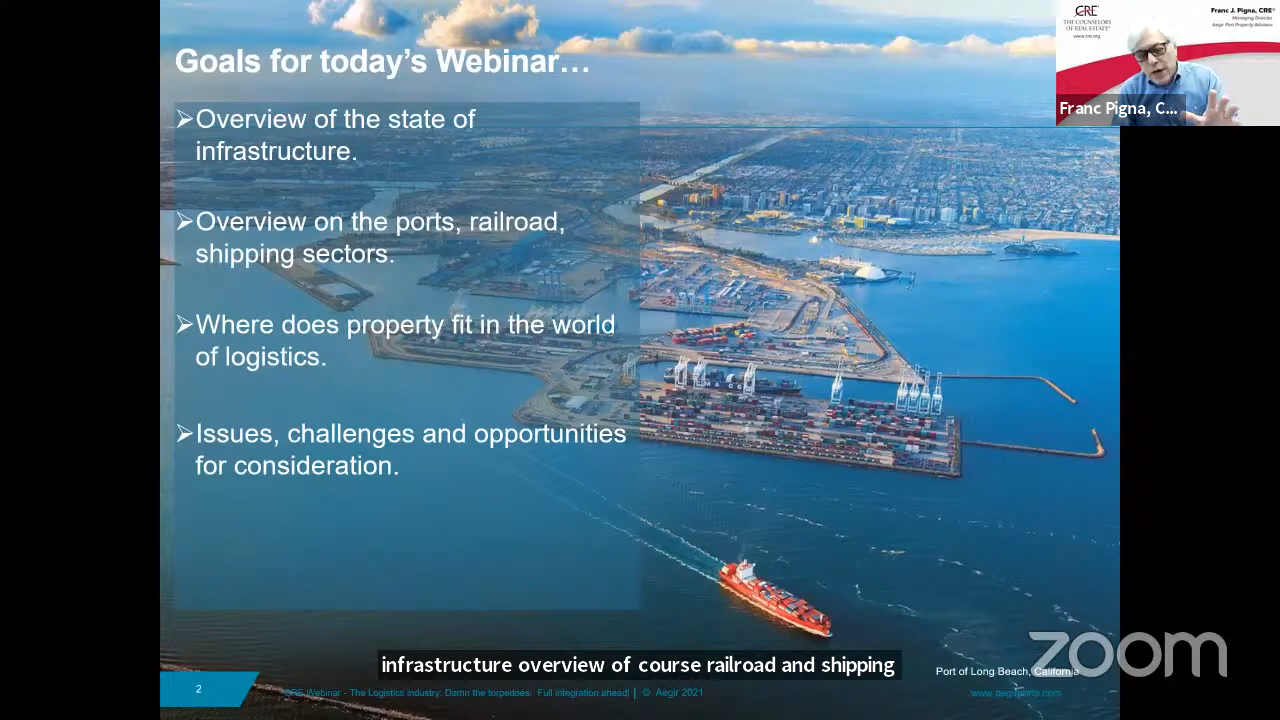 Goals for today's Webinar…
➢Overview of the state of
infrastructure.
➢Overview on the ports, railroad,
shipping sectors.
➢Where does property fit in the world
of logistics.
➢Issues, challenges and opportunities
for consideration.
CRE
THE COUNSELORS
OF REAL ESTATE
www.cre.org
Franc J. Pigna, CRE®
Managing Director,
Aegir Port Property Advisers
Franc Pigna, C...
CMA CGM
infrastructure overview of course railroad and shipping
zoom
Port of Long Beach, California
2
CRE Webinar - The Logistics industry: Damn the torpedoes. Full integration ahead! | © Aegir 2021
www.aegirports.com